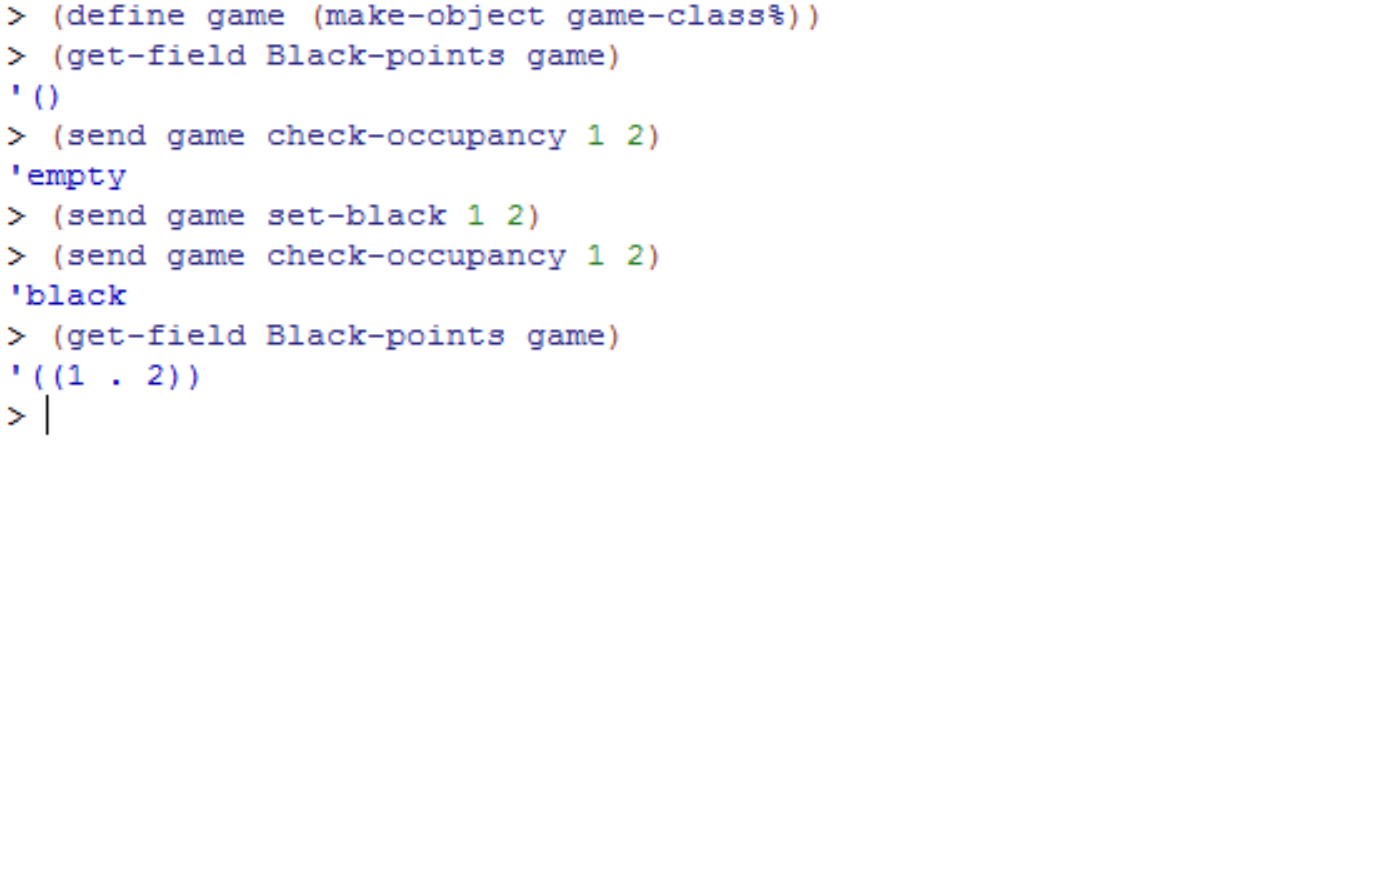 > (define game (make-object game-class%))
> (get-field Black-points game)
'()
> (send game check-occupancy 1 2)
'empty
> (send game set-black 1 2)
> (send game check-occupancy 1 2)
'black
> (get-field Black-points game)
'((1 . 2))
>